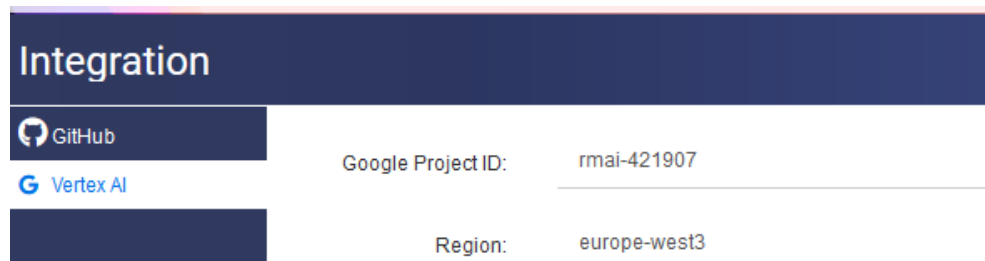 Integration
GitHub
Vertex AI
Google Project ID: rmai-421907
Region: europe-west3